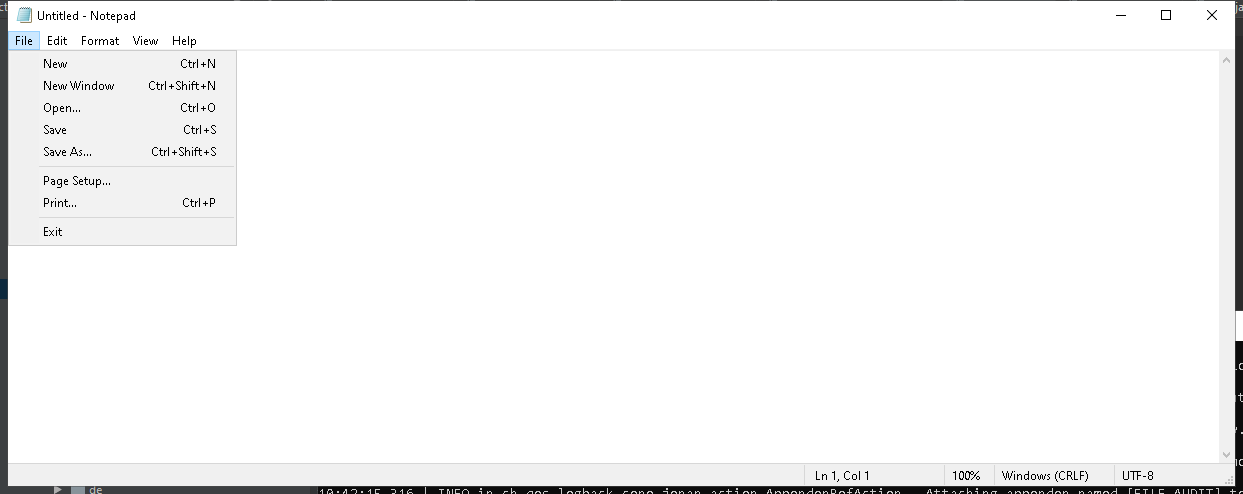 Untitled - Notepad
File Edit Format View Help
New Ctrl+N
New Window Ctrl+Shift+N
Open... Ctrl+O
Save Ctrl+S
Save As... Ctrl+Shift+S
Page Setup...
Print... Ctrl+P
Exit
Ln 1, Col 1 100% Windows (CRLF) UTF-8
de
10:42:15,316 | INFO in ch.qos.logback.core.joran.action.AppenderRefAction - Attaching appender named [FILE_AUDIT] t